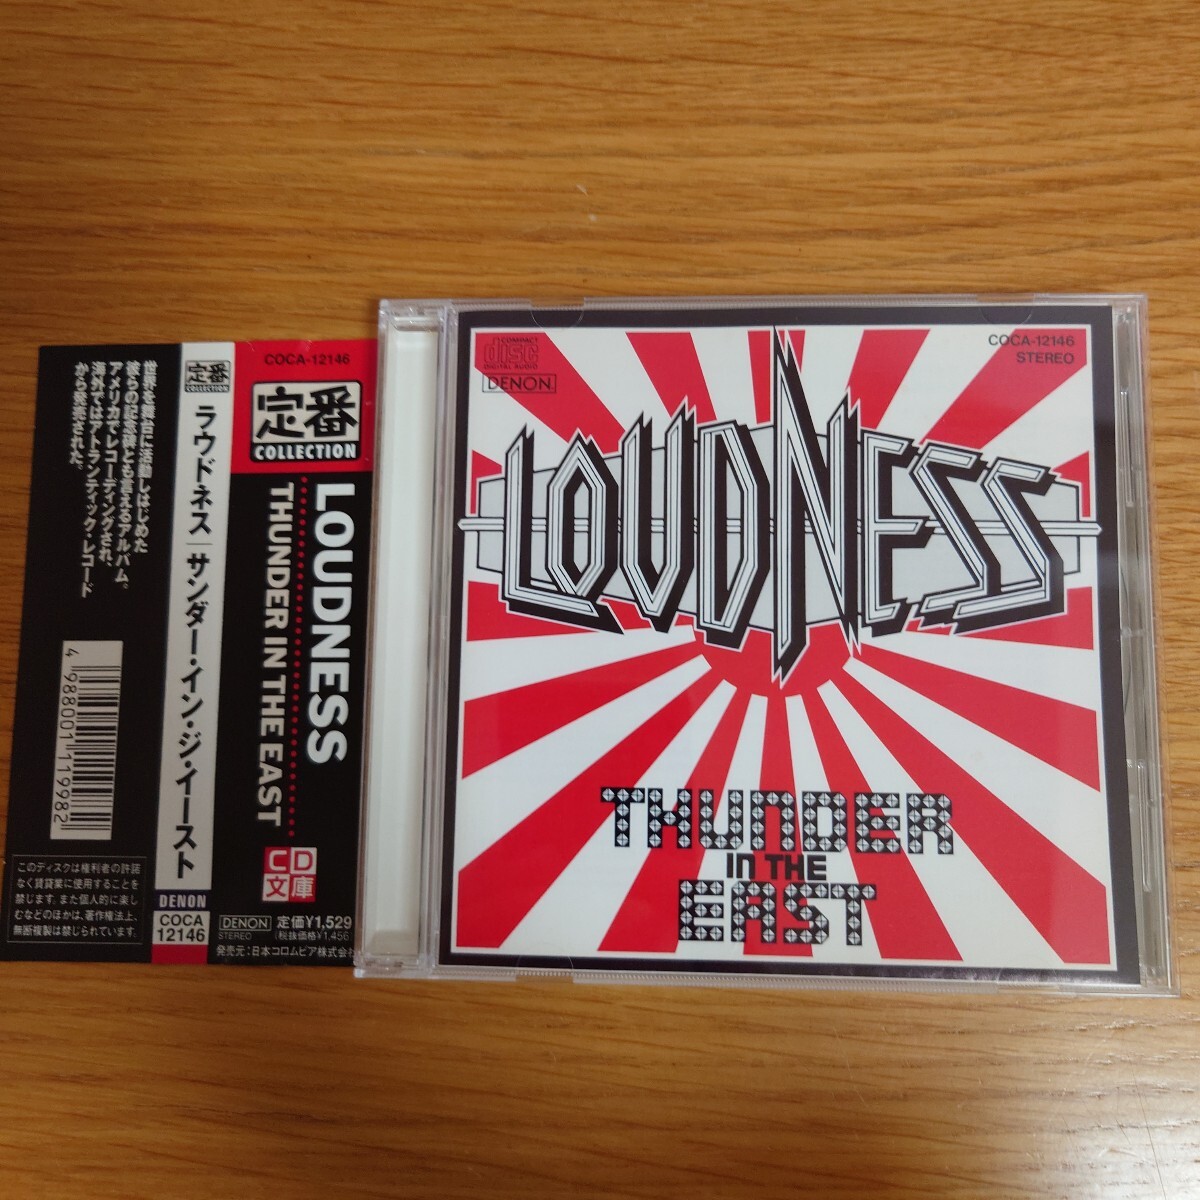 世界を舞台に活動しはじめた
彼らの記念碑とも言えるアルバム。
アメリカでレコーディングされ、
海外ではアトランティック・レコード
から発売された。
4 988001 119982
このディスクは権利者の許諾
なく賃貸業に使用することを
禁じます。また個人的に楽し
むなどのほかは、著作権法上、
無断複製は禁じられています。
定番
COLLECTION
ラウドネス | サンダー・イン・ジ・イースト
DENON
COCA
12146
COCA-12146
定番
COLLECTION
LOUDNESS
THUNDER IN THE EAST
CD
文庫
DENON
STEREO
定価¥1,529
(税抜価格¥1,456
発売元:日本コロムビア株式会社
COMPACT
disc
DIGITAL AUDIO
DENON
COCA-12146
STEREO
LOUDNESS
THUNDER
IN THE
EAST